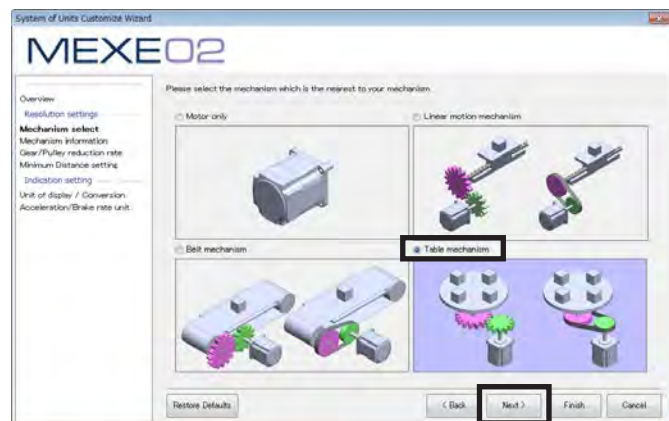 System of Units Customize Wizard
MEXE02
Please select the mechanism which is the nearest to your mechanism.
Overview
Resolution settings
Mechanism select
Mechanism information
Gear/Pulley reduction rate
Minimum Distance setting
Indication setting
Unit of display / Conversion
Acceleration/Brake rate unit
Motor only
Linear motion mechanism
Belt mechanism
Table mechanism
Restore Defaults
< Back
Next >
Finish
Cancel